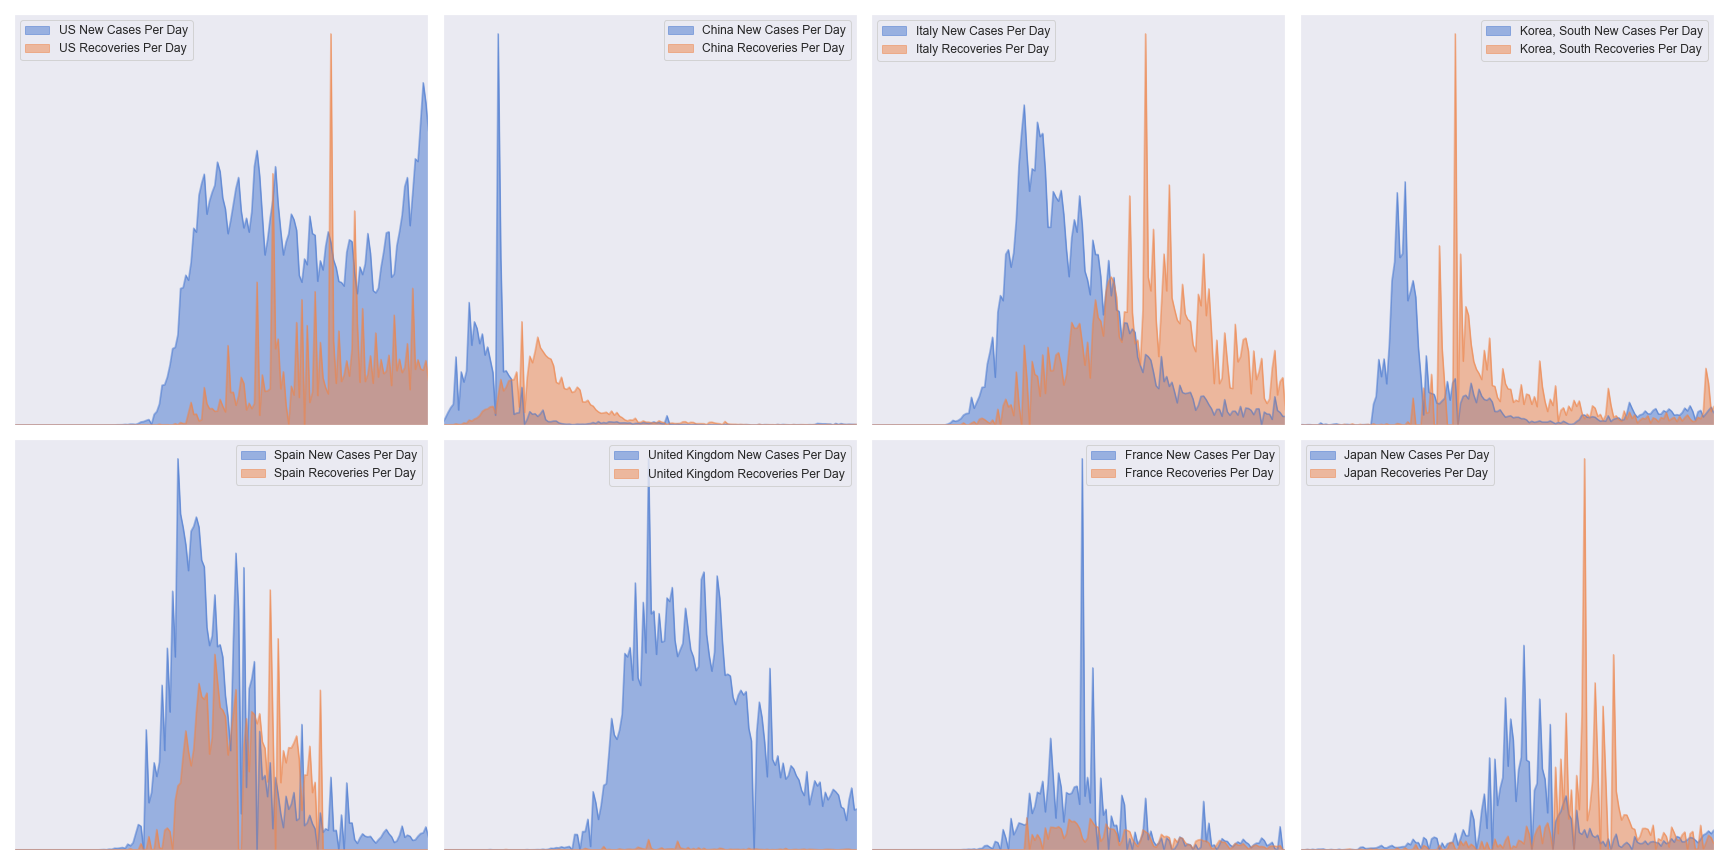 US New Cases Per Day
US Recoveries Per Day
China New Cases Per Day
China Recoveries Per Day
Italy New Cases Per Day
Italy Recoveries Per Day
Korea, South New Cases Per Day
Korea, South Recoveries Per Day
Spain New Cases Per Day
Spain Recoveries Per Day
United Kingdom New Cases Per Day
United Kingdom Recoveries Per Day
France New Cases Per Day
France Recoveries Per Day
Japan New Cases Per Day
Japan Recoveries Per Day